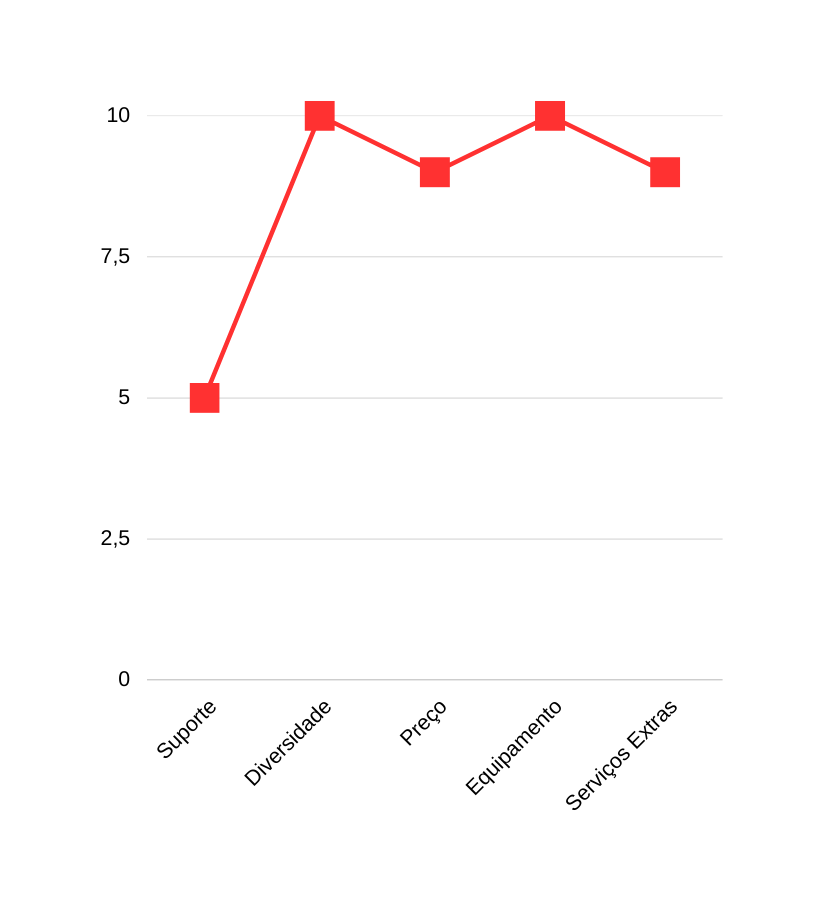 10
7,5
5
2,5
0
Suporte
Diversidade
Preço
Equipamento
Serviços Extras